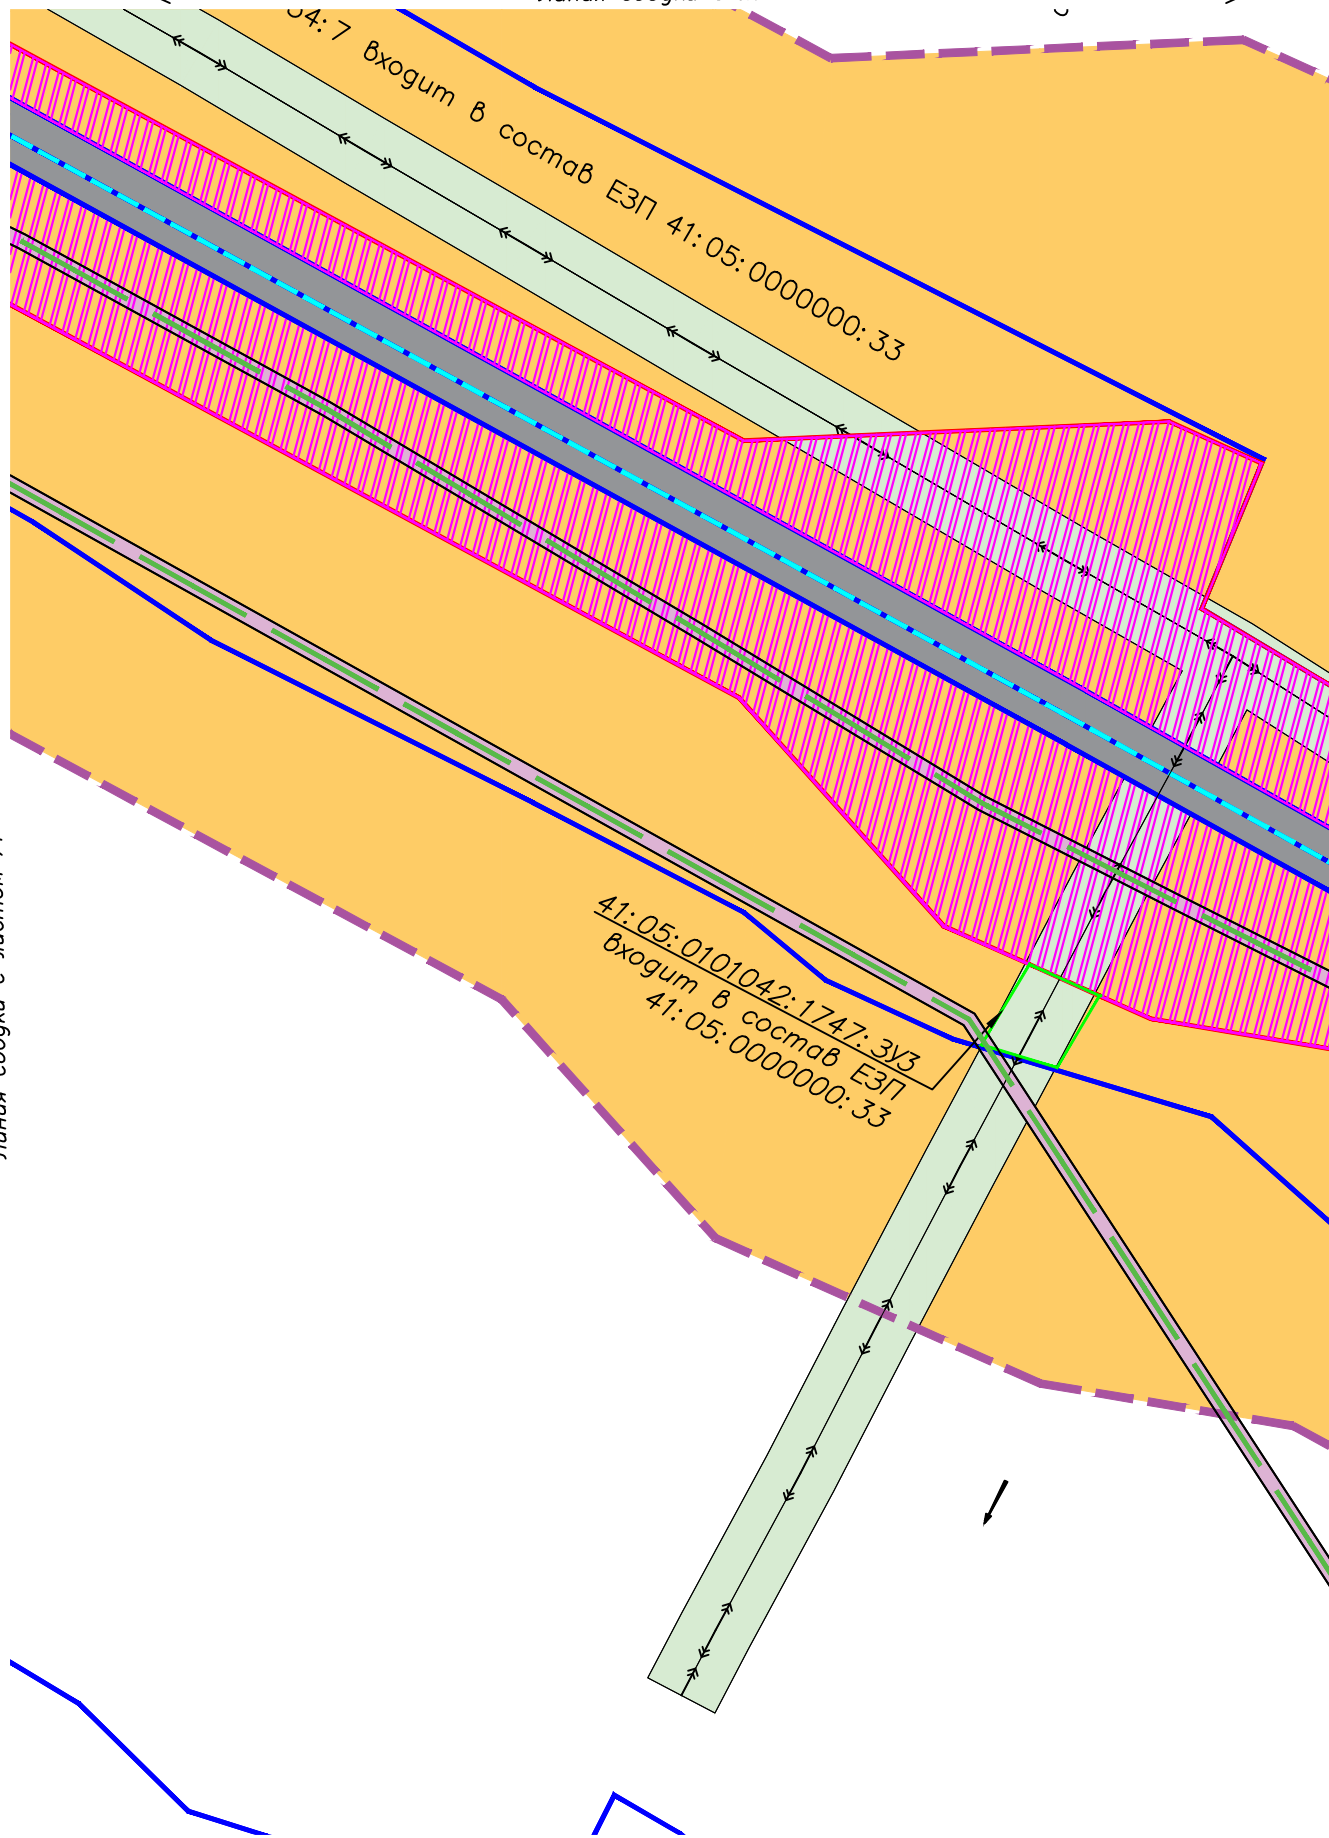 34:7 входит в состав ЕЗП 41:05:0000000:33
41:05:0101042:1747:ЗУ3
входит в состав ЕЗП
41:05:0000000:33